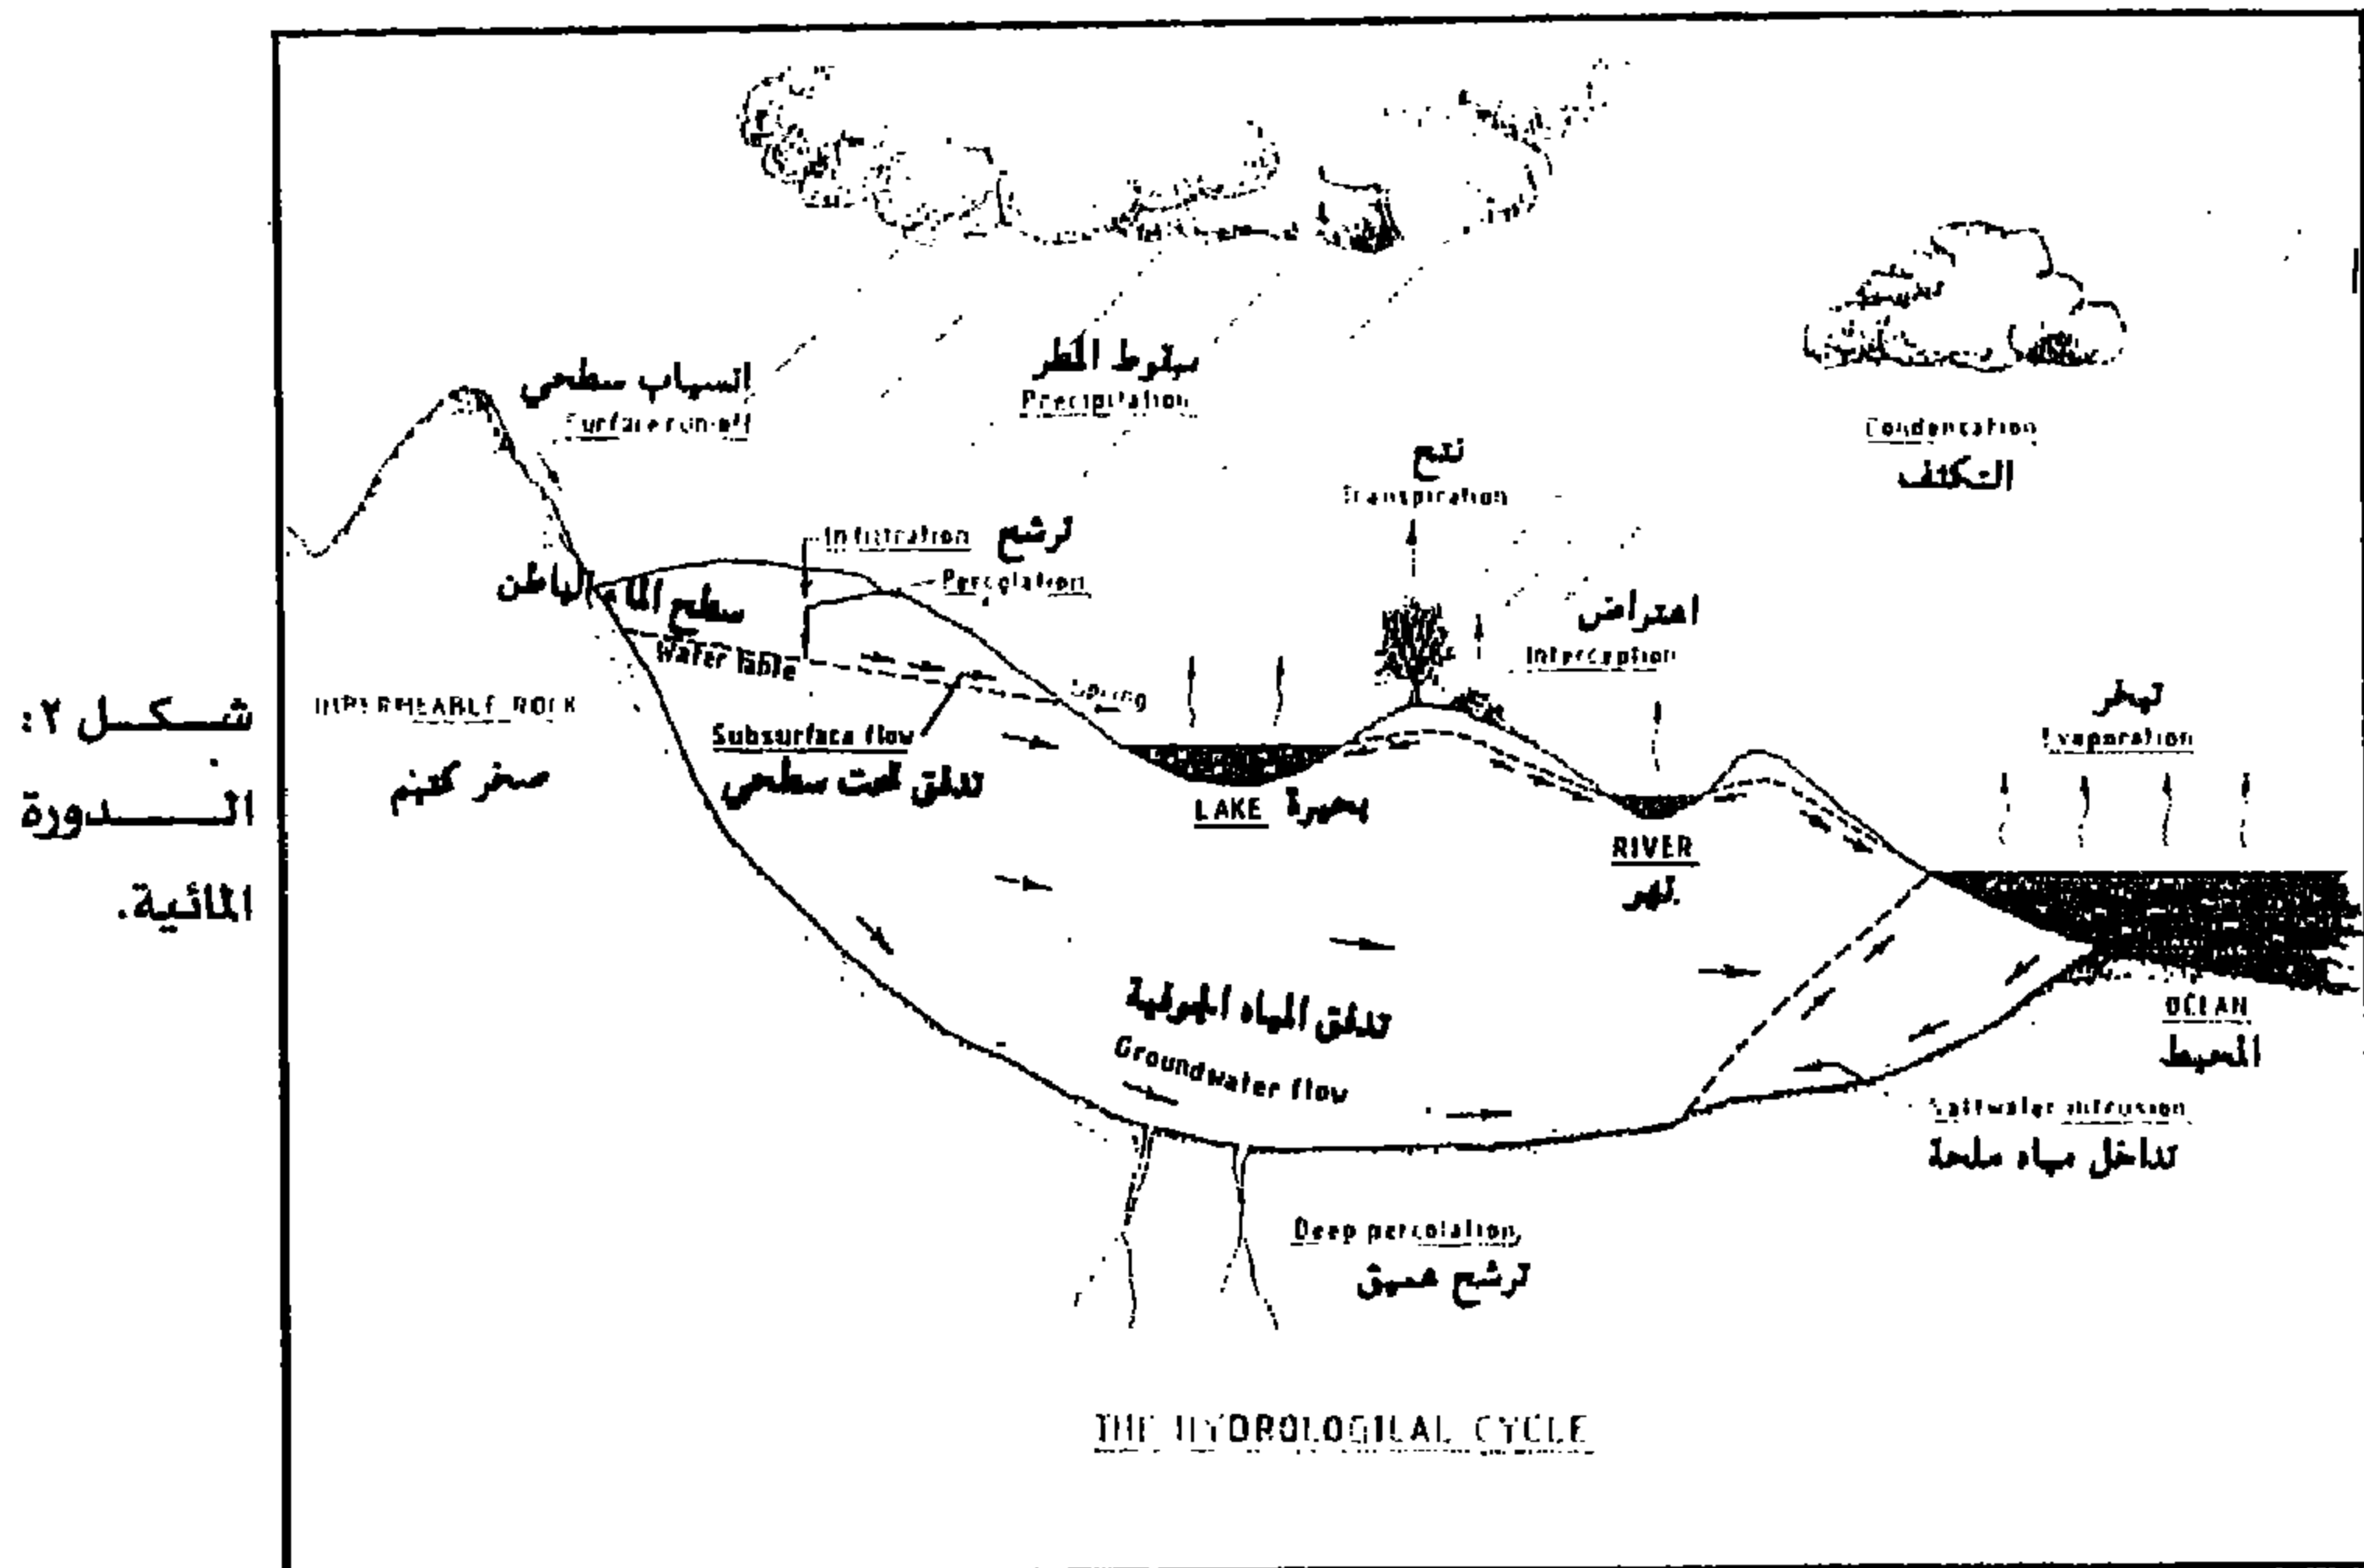 شكل ٢:
الدورة
المائية.
انسياب سطحي
Surface run-off
سقوط المطر
Precipitation
Condensation
التكثف
نتح
Transpiration
Infiltration ترشح
Percolation
سطح الماء الباطن
Water table
اعتراض
Interception
Spring
IMPERMEABLE ROCK
صخر كتيم
Subsurface flow
تدفق تحت سطحي
تبخر
Evaporation
LAKE بحيرة
RIVER
نهر
تدفق المياه الجوفية
Groundwater flow
OCEAN
المحيط
Saltwater intrusion
تداخل مياه ملحة
Deep percolation
ترشح عميق
THE HYDROLOGICAL CYCLE